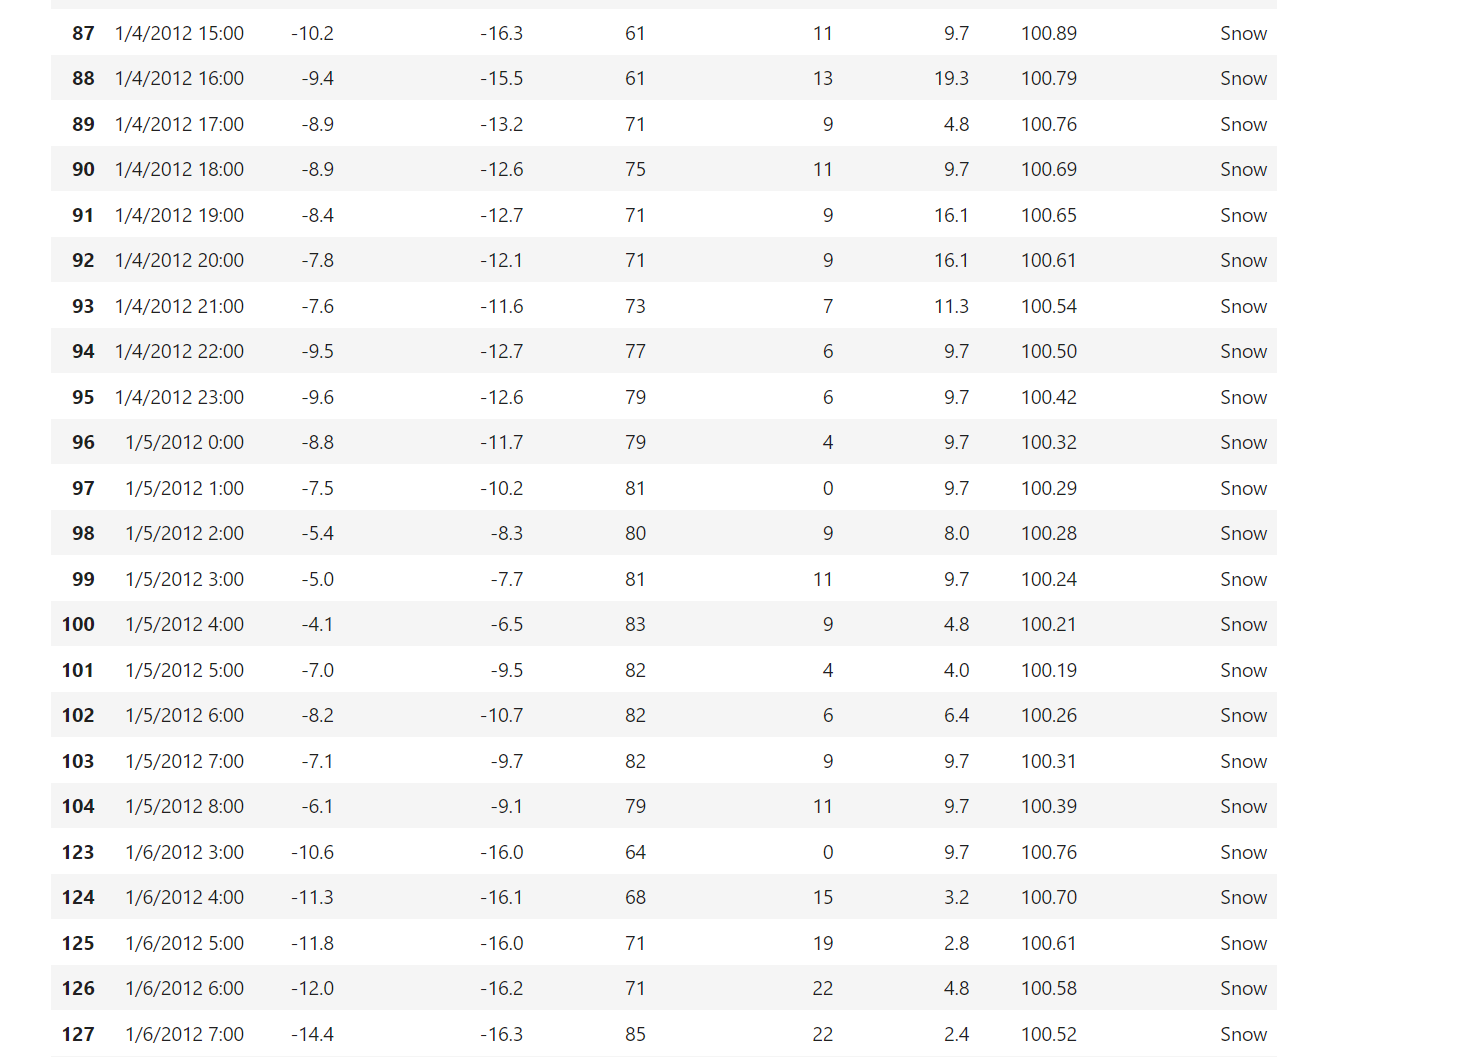 87 1/4/2012 15:00 -10.2 -16.3 61 11 9.7 100.89 Snow
88 1/4/2012 16:00 -9.4 -15.5 61 13 19.3 100.79 Snow
89 1/4/2012 17:00 -8.9 -13.2 71 9 4.8 100.76 Snow
90 1/4/2012 18:00 -8.9 -12.6 75 11 9.7 100.69 Snow
91 1/4/2012 19:00 -8.4 -12.7 71 9 16.1 100.65 Snow
92 1/4/2012 20:00 -7.8 -12.1 71 9 16.1 100.61 Snow
93 1/4/2012 21:00 -7.6 -11.6 73 7 11.3 100.54 Snow
94 1/4/2012 22:00 -9.5 -12.7 77 6 9.7 100.50 Snow
95 1/4/2012 23:00 -9.6 -12.6 79 6 9.7 100.42 Snow
96 1/5/2012 0:00 -8.8 -11.7 79 4 9.7 100.32 Snow
97 1/5/2012 1:00 -7.5 -10.2 81 0 9.7 100.29 Snow
98 1/5/2012 2:00 -5.4 -8.3 80 9 8.0 100.28 Snow
99 1/5/2012 3:00 -5.0 -7.7 81 11 9.7 100.24 Snow
100 1/5/2012 4:00 -4.1 -6.5 83 9 4.8 100.21 Snow
101 1/5/2012 5:00 -7.0 -9.5 82 4 4.0 100.19 Snow
102 1/5/2012 6:00 -8.2 -10.7 82 6 6.4 100.26 Snow
103 1/5/2012 7:00 -7.1 -9.7 82 9 9.7 100.31 Snow
104 1/5/2012 8:00 -6.1 -9.1 79 11 9.7 100.39 Snow
123 1/6/2012 3:00 -10.6 -16.0 64 0 9.7 100.76 Snow
124 1/6/2012 4:00 -11.3 -16.1 68 15 3.2 100.70 Snow
125 1/6/2012 5:00 -11.8 -16.0 71 19 2.8 100.61 Snow
126 1/6/2012 6:00 -12.0 -16.2 71 22 4.8 100.58 Snow
127 1/6/2012 7:00 -14.4 -16.3 85 22 2.4 100.52 Snow